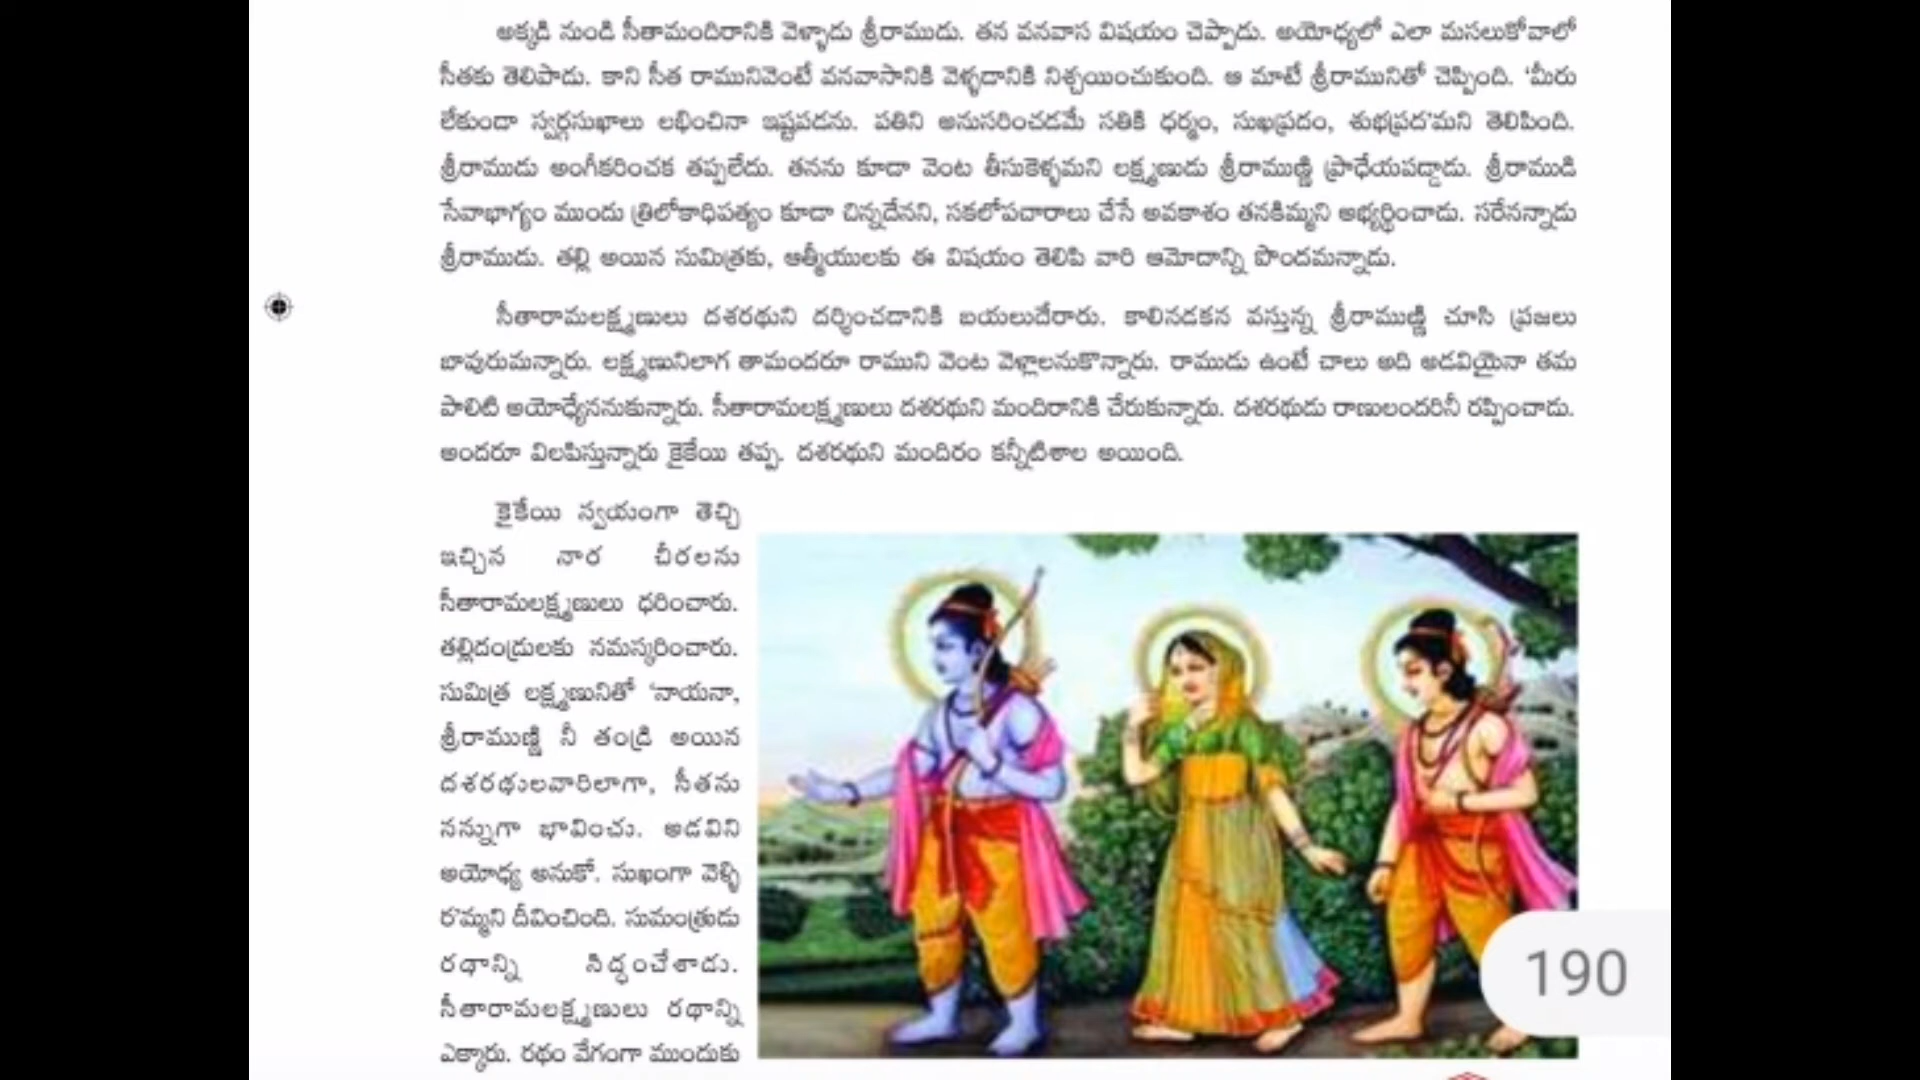 అక్కడి నుండి సీతామందిరానికి వెళ్ళాడు శ్రీరాముడు. తన వనవాస విషయం చెప్పాడు. అయోధ్యలో ఎలా మసలుకోవాలో
సీతకు తెలిపాడు. కాని సీత రామునివెంటే వనవాసానికి వెళ్ళడానికి నిశ్చయించుకుంది. ఆ మాటే శ్రీరామునితో చెప్పింది. 'మీరు
లేకుండా స్వర్గసుఖాలు లభించినా ఇష్టపడను. పతిని అనుసరించడమే సతికి ధర్మం, సుఖప్రదం, శుభప్రద'మని తెలిపింది.
శ్రీరాముడు అంగీకరించక తప్పలేదు. తనను కూడా వెంట తీసుకెళ్ళమని లక్ష్మణుడు శ్రీరాముణ్ణి ప్రాధేయపడ్డాడు. శ్రీరాముడి
సేవాభాగ్యం ముందు త్రిలోకాధిపత్యం కూడా చిన్నదేనని, సకలోపచారాలు చేసే అవకాశం తనకిమ్మని అభ్యర్థించాడు. సరేనన్నాడు
శ్రీరాముడు. తల్లి అయిన సుమిత్రకు, ఆత్మీయులకు ఈ విషయం తెలిపి వారి ఆమోదాన్ని పొందమన్నాడు.
సీతారామలక్ష్మణులు దశరథుని దర్శించడానికి బయలుదేరారు. కాలినడకన వస్తున్న శ్రీరాముణ్ణి చూసి ప్రజలు
బావురుమన్నారు. లక్ష్మణునిలాగ తామందరూ రాముని వెంట వెళ్లాలనుకొన్నారు. రాముడు ఉంటే చాలు అది అడవియైనా తమ
పాలిటి అయోధ్యేననుకున్నారు. సీతారామలక్ష్మణులు దశరథుని మందిరానికి చేరుకున్నారు. దశరథుడు రాణులందరినీ రప్పించాడు.
అందరూ విలపిస్తున్నారు కైకేయి తప్ప. దశరథుని మందిరం కన్నీటిశాల అయింది.
కైకేయి స్వయంగా తెచ్చి
ఇచ్చిన నార చీరలను
సీతారామలక్ష్మణులు ధరించారు.
తల్లిదండ్రులకు నమస్కరించారు.
సుమిత్ర లక్ష్మణునితో 'నాయనా,
శ్రీరాముణ్ణి నీ తండ్రి అయిన
దశరథులవారిలాగా, సీతను
నన్నుగా భావించు. అడవిని
అయోధ్య అనుకో. సుఖంగా వెళ్ళి
ర'మ్మని దీవించింది. సుమంత్రుడు
రథాన్ని సిద్ధంచేశాడు.
సీతారామలక్ష్మణులు రథాన్ని
ఎక్కారు. రథం వేగంగా ముందుకు
190